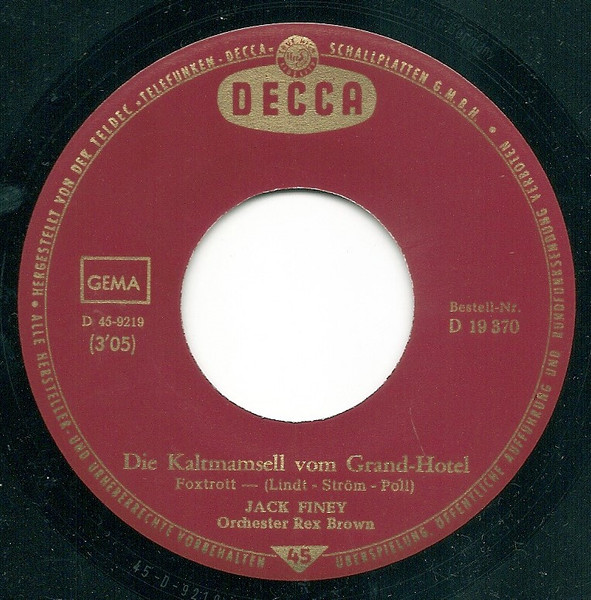 HERGESTELLT VON DER TELDEC „TELEFUNKEN-DECCA“ SCHALLPLATTEN G.M.B.H. •
DECCA
GEMA
D 45-9219
(3'05)
Bestell-Nr.
D 19 370
Die Kaltmamsell vom Grand-Hotel
Foxtrott — (Lindt - Ström - Poll)
JACK FINEY
Orchester Rex Brown
45
• ALLE HERSTELLER- UND URHEBERRECHTE VORBEHALTEN
ÜBERSPIELUNG, ÖFFENTLICHE AUFFÜHRUNG UND RUNDFUNKSENDUNG VERBOTEN
45-D-9219